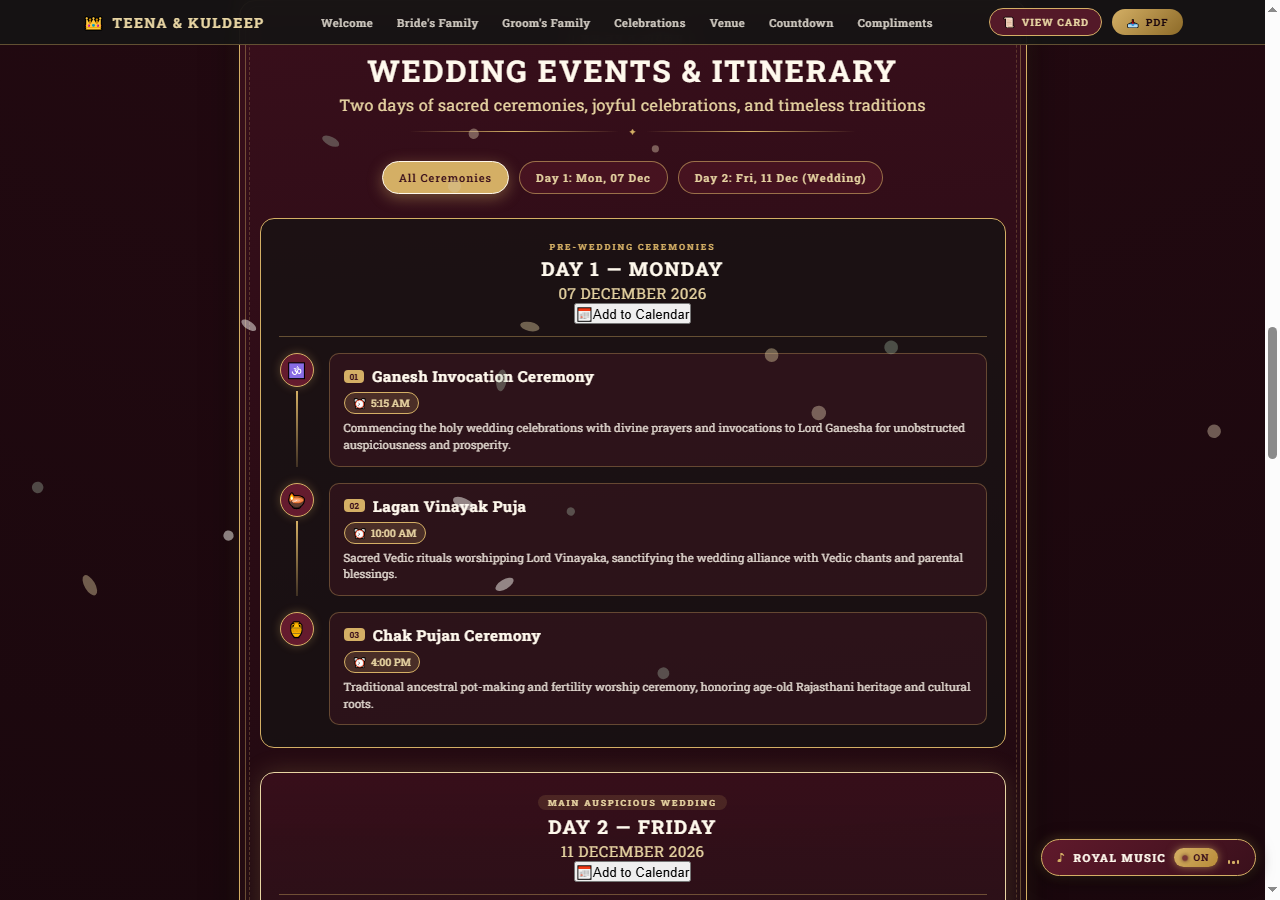 TEENA & KULDEEP
Welcome
Bride's Family
Groom's Family
Celebrations
Venue
Countdown
Compliments
VIEW CARD
PDF
WEDDING EVENTS & ITINERARY
Two days of sacred ceremonies, joyful celebrations, and timeless traditions
All Ceremonies
Day 1: Mon, 07 Dec
Day 2: Fri, 11 Dec (Wedding)
PRE-WEDDING CEREMONIES
DAY 1 — MONDAY
07 DECEMBER 2026
Add to Calendar
01 Ganesh Invocation Ceremony
5:15 AM
Commencing the holy wedding celebrations with divine prayers and invocations to Lord Ganesha for unobstructed
auspiciousness and prosperity.
02 Lagan Vinayak Puja
10:00 AM
Sacred Vedic rituals worshipping Lord Vinayaka, sanctifying the wedding alliance with Vedic chants and parental
blessings.
03 Chak Pujan Ceremony
4:00 PM
Traditional ancestral pot-making and fertility worship ceremony, honoring age-old Rajasthani heritage and cultural
roots.
MAIN AUSPICIOUS WEDDING
DAY 2 — FRIDAY
11 DECEMBER 2026
Add to Calendar
ROYAL MUSIC ON